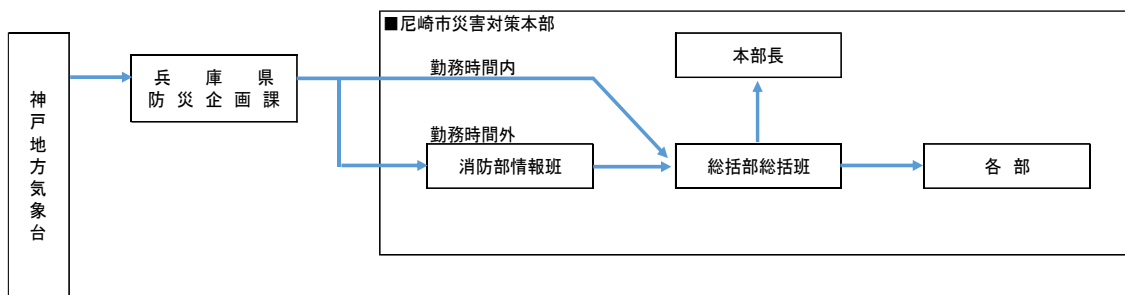 ■尼崎市災害対策本部
神戸地方気象台
兵庫県
防災企画課
勤務時間内
本部長
勤務時間外
消防部情報班
総括部総括班
各部